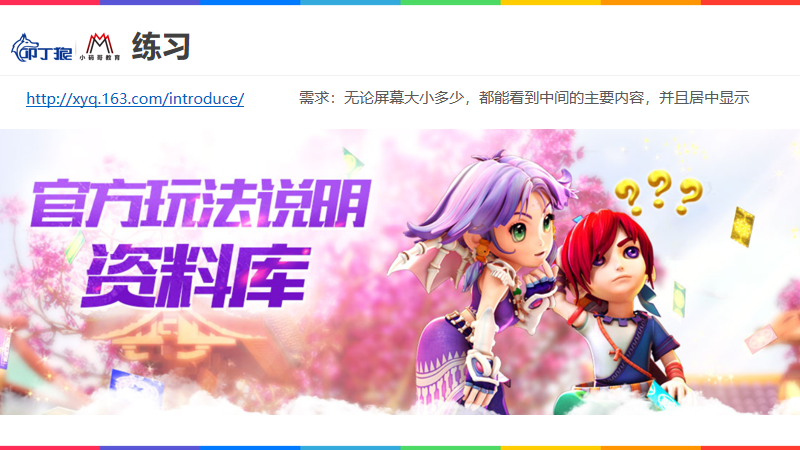 叩丁狼 小码哥教育 练习
http://xyq.163.com/introduce/ 需求：无论屏幕大小多少，都能看到中间的主要内容，并且居中显示
官方玩法说明
???
资料库